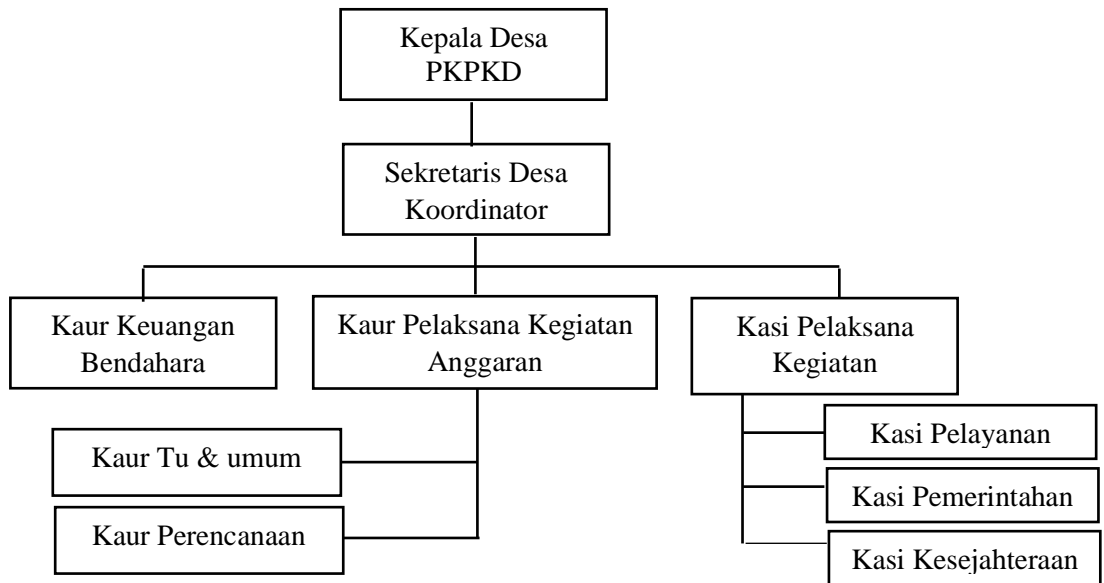 Kepala Desa
PKPKD
Sekretaris Desa
Koordinator
Kaur Keuangan
Bendahara
Kaur Pelaksana Kegiatan
Anggaran
Kasi Pelaksana
Kegiatan
Kaur Tu & umum
Kaur Perencanaan
Kasi Pelayanan
Kasi Pemerintahan
Kasi Kesejahteraan